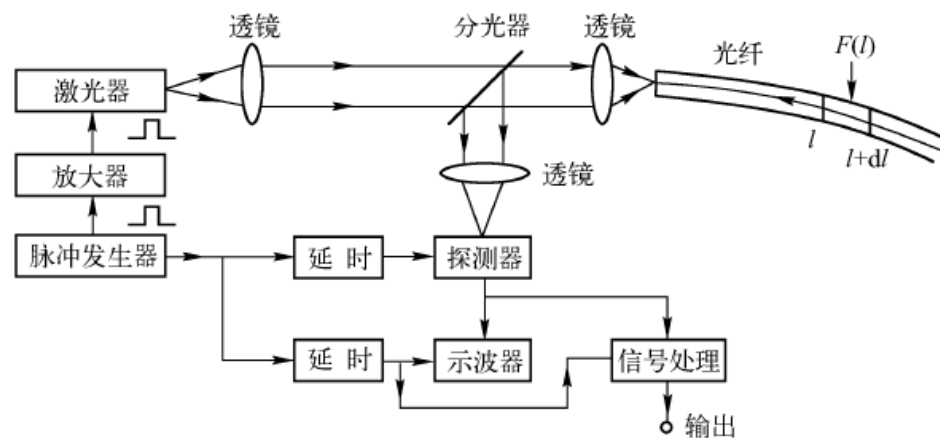 透镜
分光器
透镜
光纤
F(l)
激光器
l
l+dl
放大器
透镜
脉冲发生器
延 时
探测器
延 时
示波器
信号处理
输出